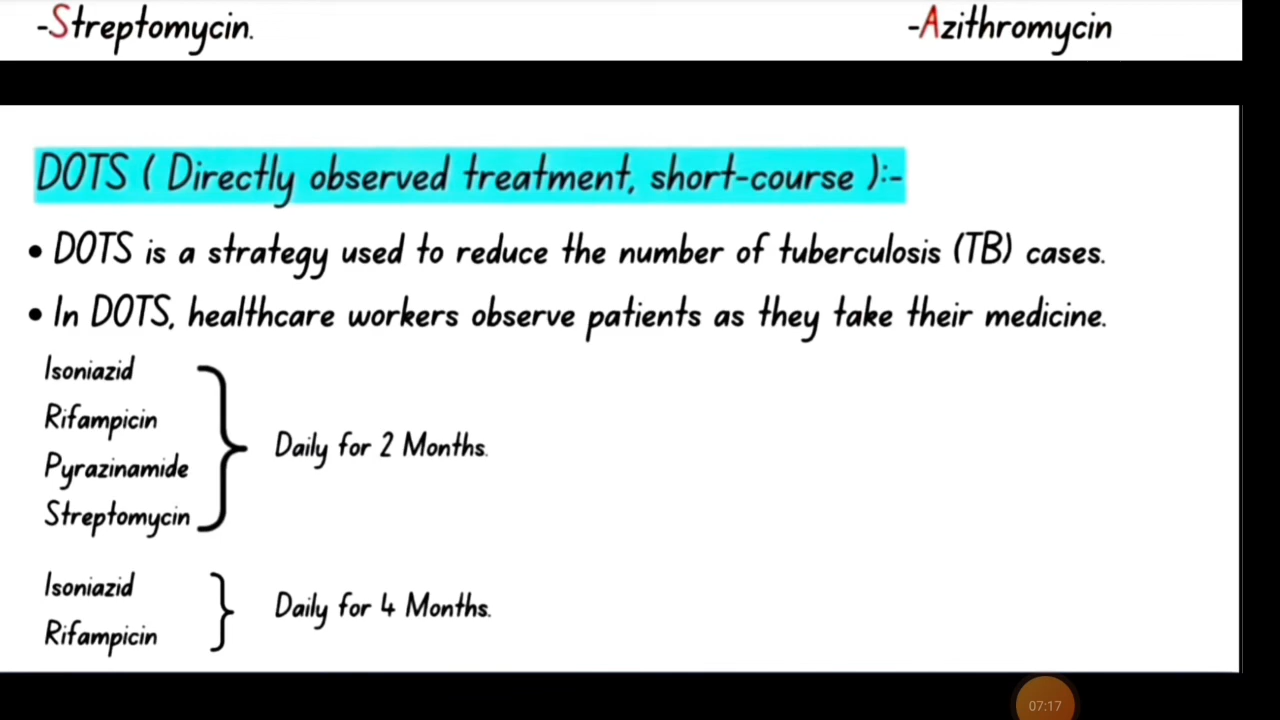 -Streptomycin.
-Azithromycin
DOTS ( Directly observed treatment, short-course ):-
• DOTS is a strategy used to reduce the number of tuberculosis (TB) cases.
• In DOTS, healthcare workers observe patients as they take their medicine.
Isoniazid
Rifampicin
Pyrazinamide
Streptomycin
Daily for 2 Months.
Isoniazid
Rifampicin
Daily for 4 Months.
07:17